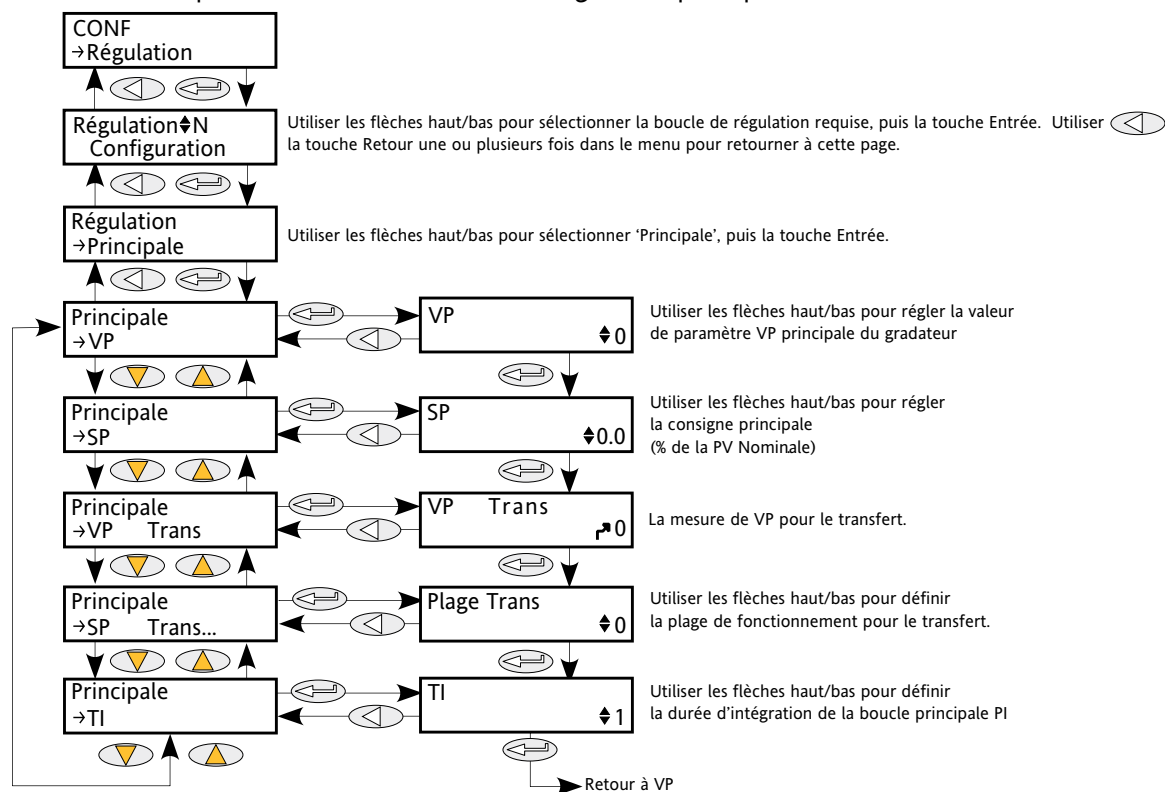 CONF
→Régulation
Régulation♦N
Configuration
Utiliser les flèches haut/bas pour sélectionner la boucle de régulation requise, puis la touche Entrée. Utiliser
la touche Retour une ou plusieurs fois dans le menu pour retourner à cette page.
Régulation
→Principale
Utiliser les flèches haut/bas pour sélectionner ‘Principale’, puis la touche Entrée.
Principale
→VP
VP
♦0
Utiliser les flèches haut/bas pour régler la valeur
de paramètre VP principale du gradateur
Principale
→SP
SP
♦0.0
Utiliser les flèches haut/bas pour régler
la consigne principale
(% de la PV Nominale)
Principale
→VP Trans
VP Trans
0
La mesure de VP pour le transfert.
Principale
→SP Trans...
Plage Trans
♦0
Utiliser les flèches haut/bas pour définir
la plage de fonctionnement pour le transfert.
Principale
→TI
TI
♦1
Utiliser les flèches haut/bas pour définir
la durée d’intégration de la boucle principale PI
Retour à VP